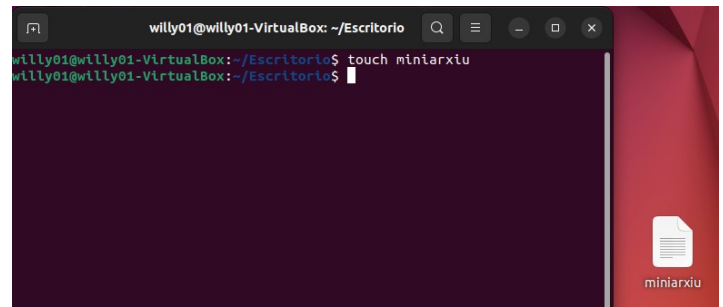 willy01@willy01-VirtualBox: ~/Escritorio
willy01@willy01-VirtualBox:~/Escritorio$ touch miniarxiu
willy01@willy01-VirtualBox:~/Escritorio$
miniarxiu